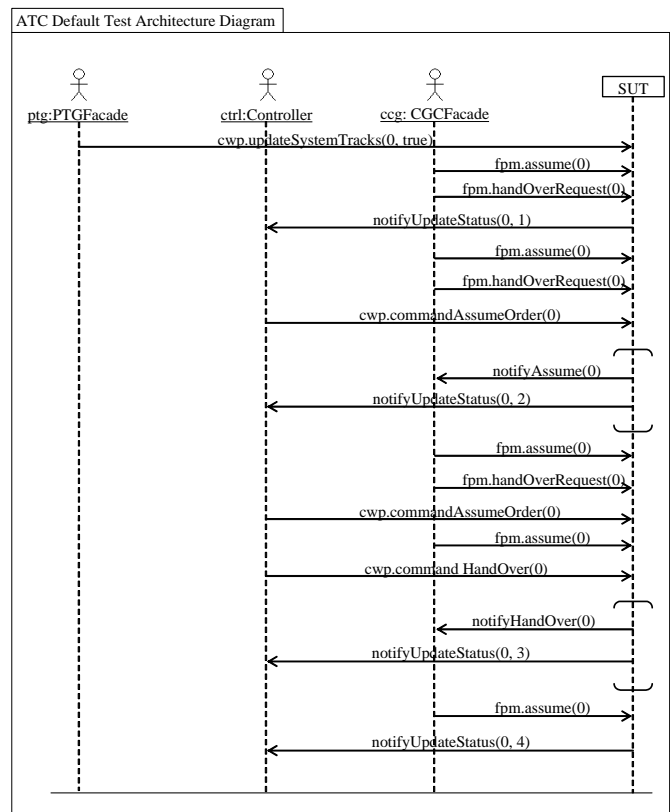 ATC Default Test Architecture Diagram
ptg:PTGFacade
ctrl:Controller
ccg: CGCFacade
SUT
cwp.updateSystemTracks(0, true)
fpm.assume(0)
fpm.handOverRequest(0)
notifyUpdateStatus(0, 1)
fpm.assume(0)
fpm.handOverRequest(0)
cwp.commandAssumeOrder(0)
notifyAssume(0)
notifyUpdateStatus(0, 2)
fpm.assume(0)
fpm.handOverRequest(0)
cwp.commandAssumeOrder(0)
fpm.assume(0)
cwp.command HandOver(0)
notifyHandOver(0)
notifyUpdateStatus(0, 3)
fpm.assume(0)
notifyUpdateStatus(0, 4)